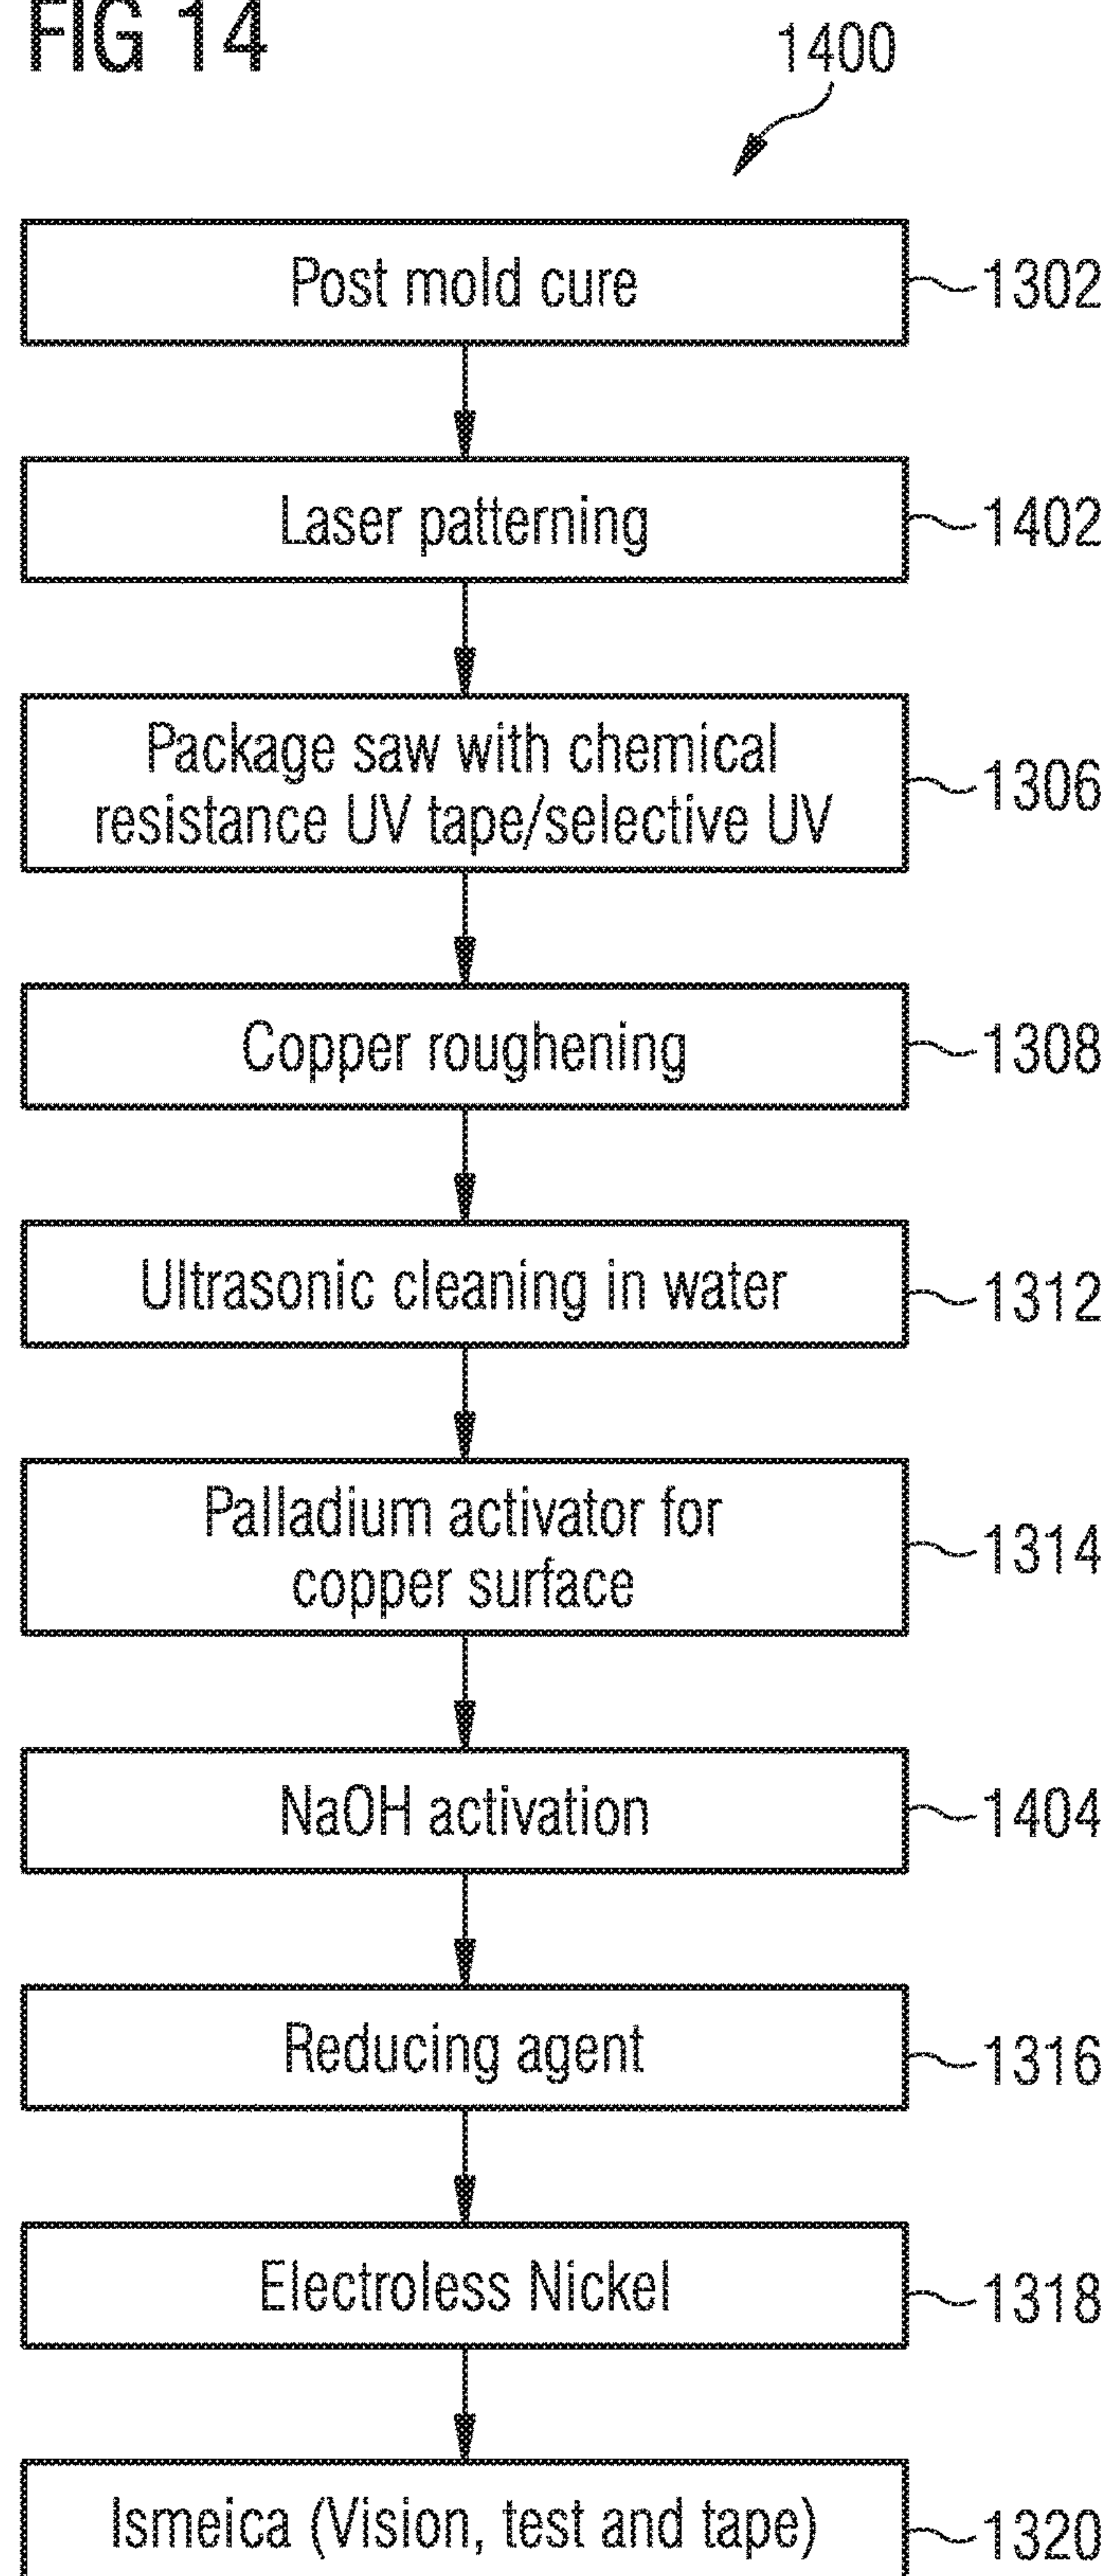 FIG 14
1400
Post mold cure
1302
Laser patterning
1402
Package saw with chemical
resistance UV tape/selective UV
1306
Copper roughening
1308
Ultrasonic cleaning in water
1312
Palladium activator for
copper surface
1314
NaOH activation
1404
Reducing agent
1316
Electroless Nickel
1318
Ismeica (Vision, test and tape)
1320